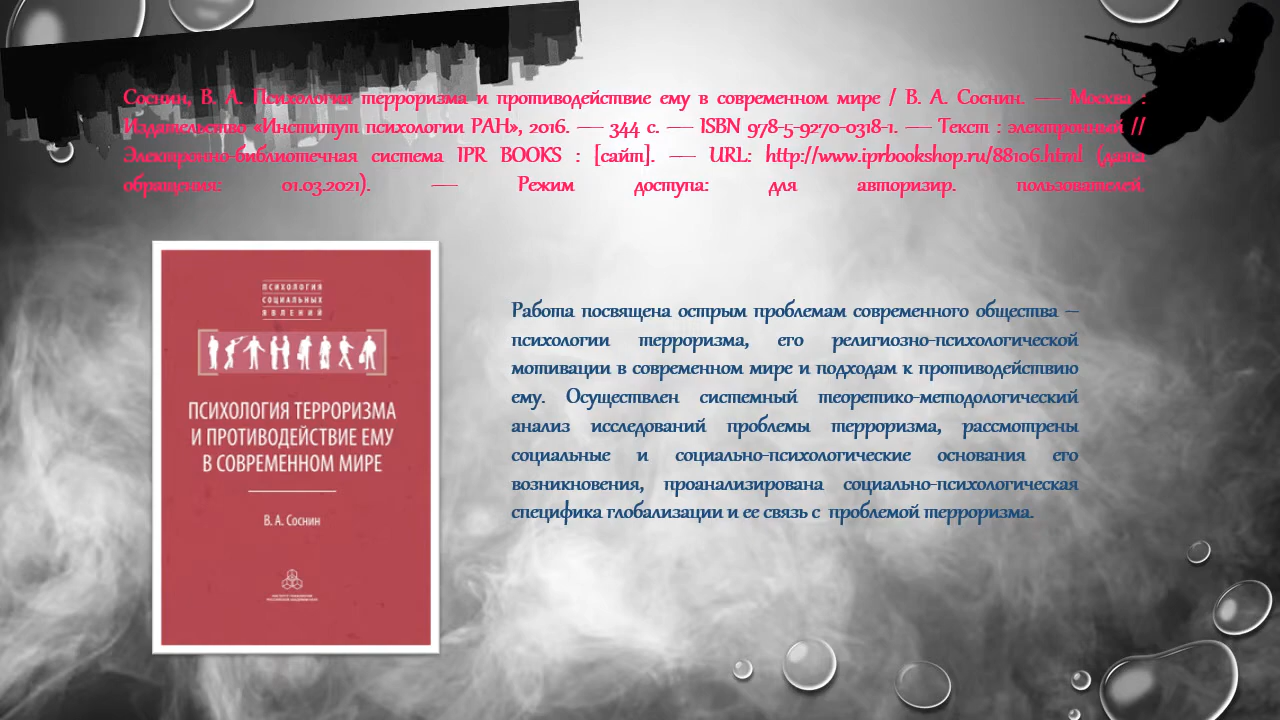 Соснин, В. А. Психология терроризма и противодействие ему в современном мире / В. А. Соснин. — Москва :
Издательство «Институт психологии РАН», 2016. — 344 c. — ISBN 978-5-9270-0318-1. — Текст : электронный //
Электронно-библиотечная система IPR BOOKS : [сайт]. — URL: http://www.iprbookshop.ru/88106.html (дата
обращения: 01.03.2021). — Режим доступа: для авторизир. пользователей.
ПСИХОЛОГИЯ
СОЦИАЛЬНЫХ
ЯВЛЕНИЙ
ПСИХОЛОГИЯ ТЕРРОРИЗМА
И ПРОТИВОДЕЙСТВИЕ ЕМУ
В СОВРЕМЕННОМ МИРЕ
В. А. Соснин
ИНСТИТУТ ПСИХОЛОГИИ
РОССИЙСКОЙ АКАДЕМИИ НАУК
Работа посвящена острым проблемам современного общества –
психологии терроризма, его религиозно-психологической
мотивации в современном мире и подходам к противодействию
ему. Осуществлен системный теоретико-методологический
анализ исследований проблемы терроризма, рассмотрены
социальные и социально-психологические основания его
возникновения, проанализирована социально-психологическая
специфика глобализации и ее связь с проблемой терроризма.